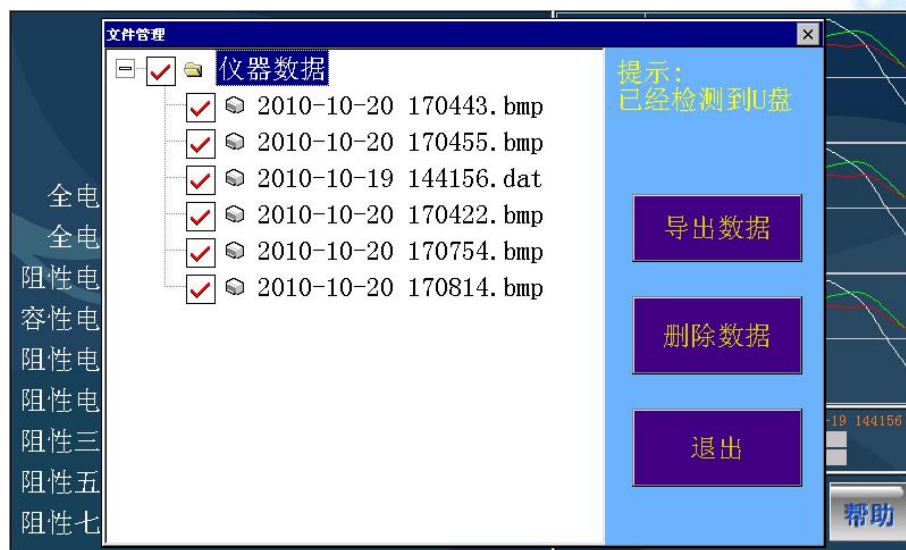 文件管理
仪器数据
2010-10-20 170443.bmp
2010-10-20 170455.bmp
2010-10-19 144156.dat
2010-10-20 170422.bmp
2010-10-20 170754.bmp
2010-10-20 170814.bmp
提示：
已经检测到U盘
导出数据
删除数据
退出
全电
全电
阻性电
容性电
阻性电
阻性电
阻性三
阻性五
阻性七
-19 144156
帮助